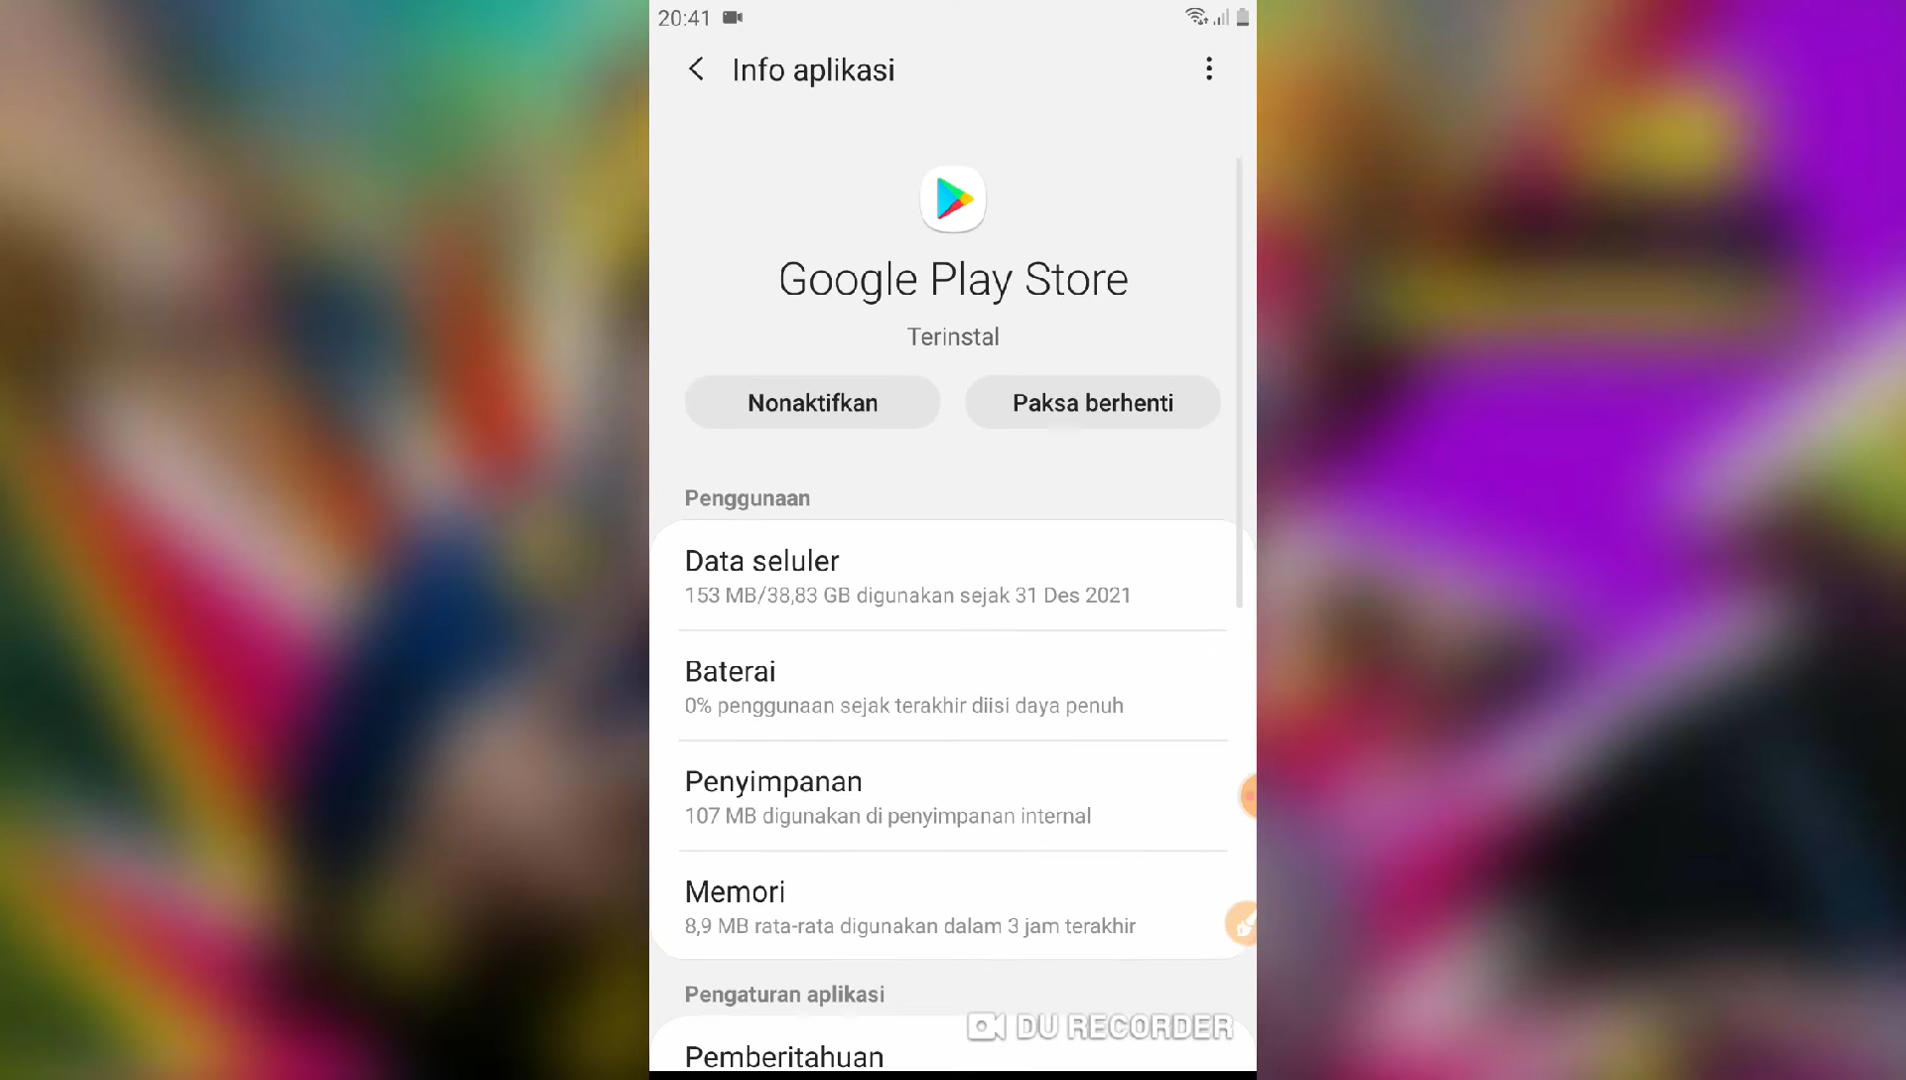 20:41
Info aplikasi
Google Play Store
Terinstal
Nonaktifkan
Paksa berhenti
Penggunaan
Data seluler
153 MB/38,83 GB digunakan sejak 31 Des 2021
Baterai
0% penggunaan sejak terakhir diisi daya penuh
Penyimpanan
107 MB digunakan di penyimpanan internal
Memori
8,9 MB rata-rata digunakan dalam 3 jam terakhir
Pengaturan aplikasi
DU RECORDER
Pemberitahuan